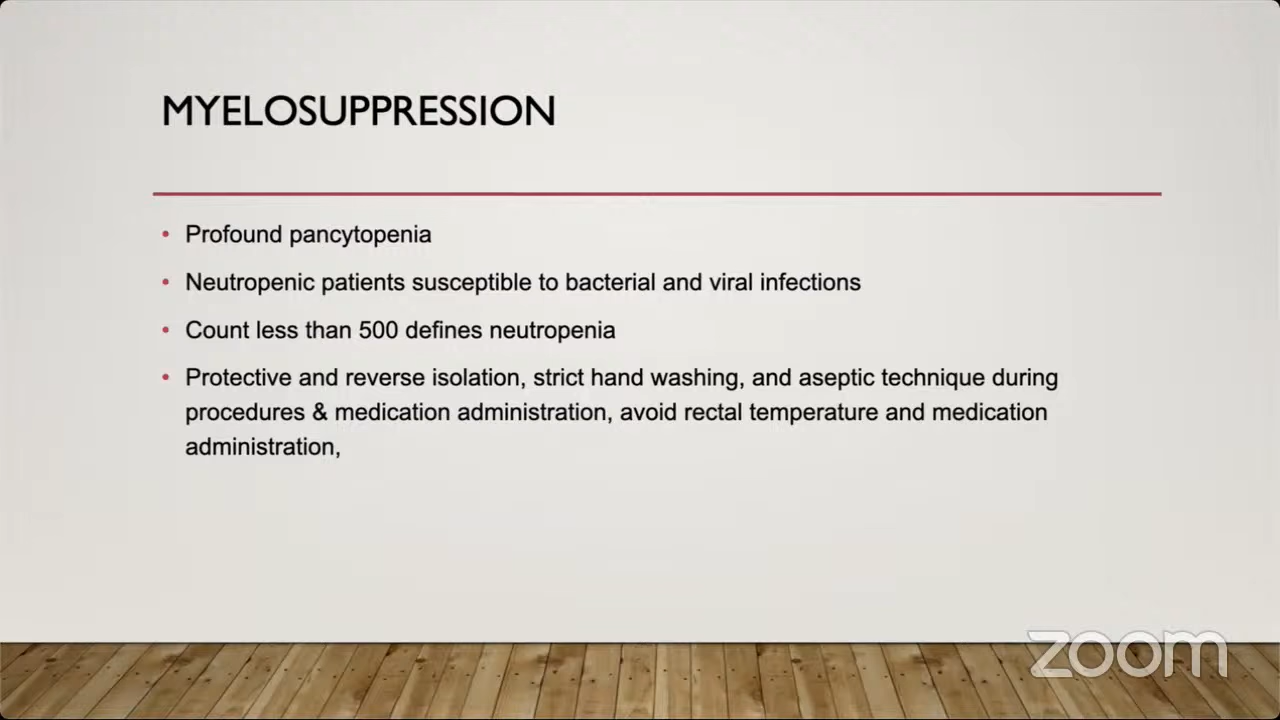 MYELOSUPPRESSION
• Profound pancytopenia
• Neutropenic patients susceptible to bacterial and viral infections
• Count less than 500 defines neutropenia
• Protective and reverse isolation, strict hand washing, and aseptic technique during
procedures & medication administration, avoid rectal temperature and medication
administration,
zoom